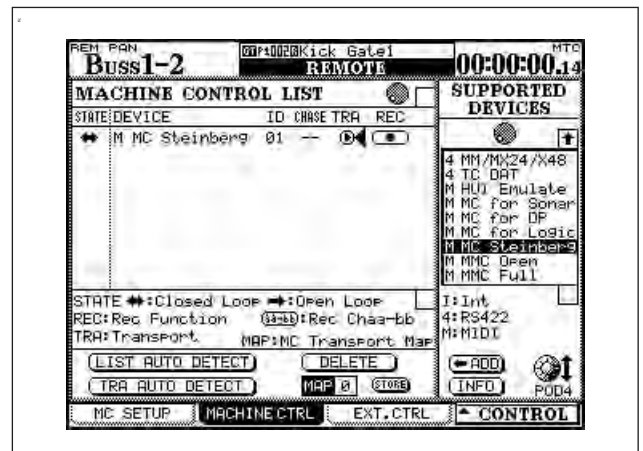 REM PAN
BUSS1-2
Kick Gate1
REMOTE
MTC
00:00:00.14
MACHINE CONTROL LIST
STATE DEVICE ID CHASE TRA REC
M MC Steinberg 01 --
SUPPORTED DEVICES
4 MM/MX24/X48
4 TC DAT
M HUI Emulate
M MC for Sonar
M MC for DP
M MC for Logic
M MC Steinberg
M MMC Open
M MMC Full
STATE ↔:Closed Loop ➡:Open Loop
REC:Rec Function (aa-bb):Rec Chaa-bb
TRA:Transport MAP:MC Transport Map
I:Int
4:RS422
M:MIDI
LIST AUTO DETECT DELETE
TRA AUTO DETECT MAP 0 STORE
←ADD
INFO POD4
MC SETUP MACHINE CTRL EXT.CTRL ▲ CONTROL